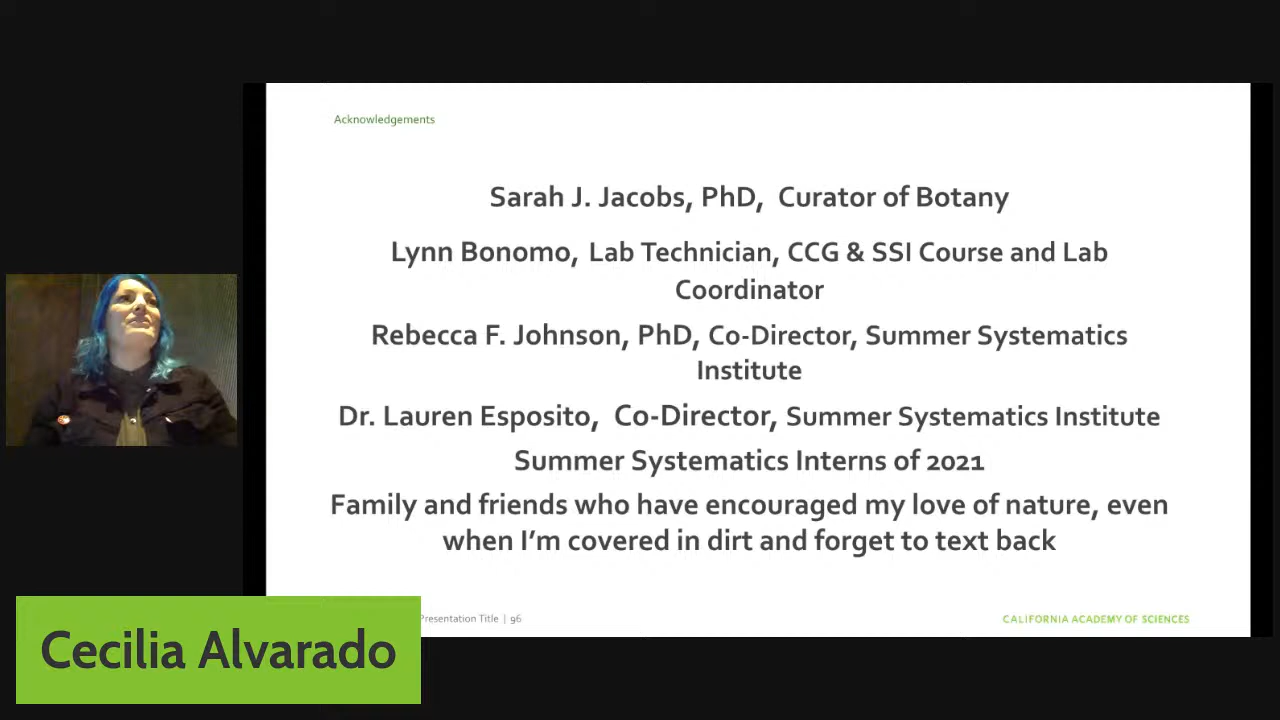 Acknowledgements
Sarah J. Jacobs, PhD, Curator of Botany
Lynn Bonomo, Lab Technician, CCG & SSI Course and Lab
Coordinator
Rebecca F. Johnson, PhD, Co-Director, Summer Systematics
Institute
Dr. Lauren Esposito, Co-Director, Summer Systematics Institute
Summer Systematics Interns of 2021
Family and friends who have encouraged my love of nature, even
when I’m covered in dirt and forget to text back
Presentation Title | 96
CALIFORNIA ACADEMY OF SCIENCES
Cecilia Alvarado